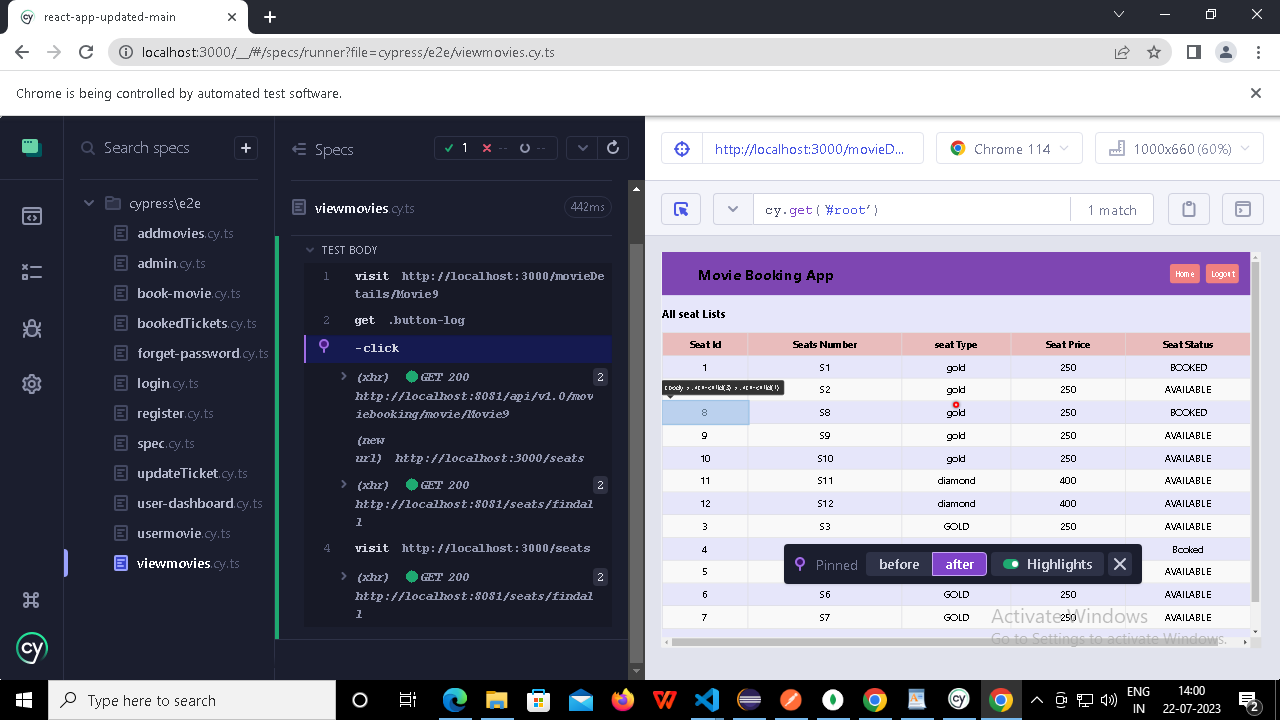 react-app-updated-main
localhost:3000/__/#/specs/runner?file=cypress/e2e/viewmovies.cy.ts
Chrome is being controlled by automated test software.
Search specs
cypress\e2e
addmovies.cy.ts
admin.cy.ts
book-movie.cy.ts
bookedTickets.cy.ts
forget-password.cy.ts
login.cy.ts
register.cy.ts
spec.cy.ts
updateTicket.cy.ts
user-dashboard.cy.ts
usermovie.cy.ts
viewmovies.cy.ts
cy
Specs
1 -- --
viewmovies cy.ts 442ms
TEST BODY
1 visit http://localhost:3000/movieDe
tails/Movie9
2 get .button-log
-click
(xhr) GET 200 2
http://localhost:8081/api/v1.0/mov
iebooking/movie/movie9
(new
url) http://localhost:3000/seats
(xhr) GET 200 2
http://localhost:8081/seats/findal
l
4 visit http://localhost:3000/seats
(xhr) GET 200 2
http://localhost:8081/seats/findal
l
http://localhost:3000/movieD...
Chrome 114
1000x660 (60%)
cy.get('#root')
1 match
Movie Booking App
Home Logout
All seat Lists
Seat Id Seat Number seat Type Seat Price Seat Status
1 S1 gold 250 BOOKED
gold 250 AVAILABLE
8 gold 250 BOOKED
9 S9 gold 250 AVAILABLE
10 S10 gold 250 AVAILABLE
11 diamond 400 AVAILABLE
12 diamond 400 AVAILABLE
3 GOLD 250 AVAILABLE
4 Booked
5 AVAILABLE
6 S6 GOLD 250 AVAILABLE
7 S7 GOLD 250 AVAILABLE
Pinned before after Highlights
Activate Windows
Go to Settings to activate Windows.
Type here to search
ENG
IN
14:00
22-07-2023
2